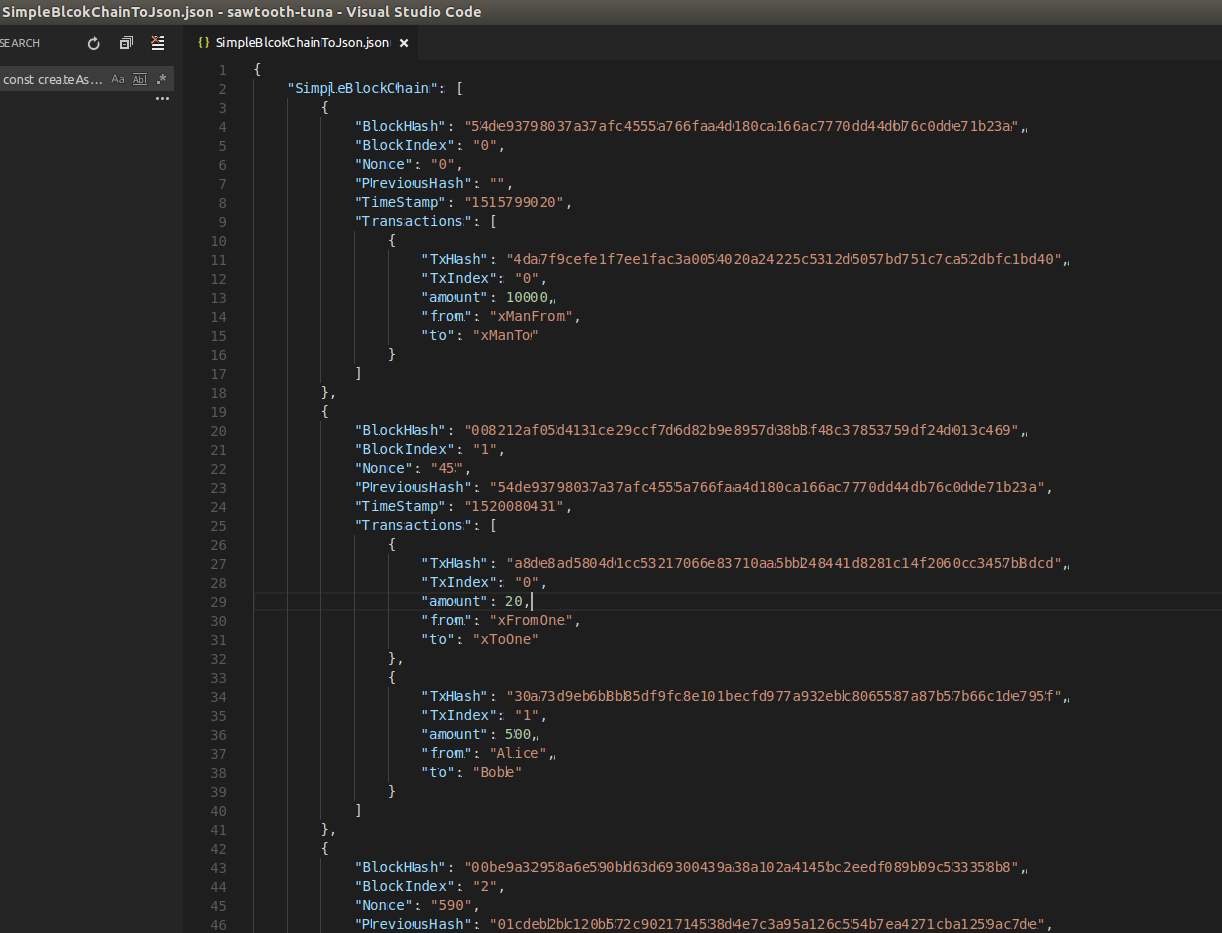 SimpleBlcokChainToJson.json - sawtooth-tuna - Visual Studio Code
SEARCH
const createAs... Aa Ab| .*
{} SimpleBlcokChainToJson.json ×
1 {
2 "SimpleBlockChain": [
3 {
4 "BlockHash": "54de93798037a37afc4555a766faa4d180ca166ac7770dd44db76c0dde71b23a",
5 "BlockIndex": "0",
6 "Nonce": "0",
7 "PreviousHash": "",
8 "TimeStamp": "1515799020",
9 "Transactions": [
10 {
11 "TxHash": "4da7f9cefe1f7ee1fac3a0054020a24225c5312d5057bd751c7ca52dbfc1bd40",
12 "TxIndex": "0",
13 "amount": 10000,
14 "from": "xManFrom",
15 "to": "xManTo"
16 }
17 ]
18 },
19 {
20 "BlockHash": "008212af05d4131ce29ccf7d6d82b9e8957d38b3f48c37853759df24d013c469",
21 "BlockIndex": "1",
22 "Nonce": "45",
23 "PreviousHash": "54de93798037a37afc4555a766faa4d180ca166ac7770dd44db76c0dde71b23a",
24 "TimeStamp": "1520080431",
25 "Transactions": [
26 {
27 "TxHash": "a8de8ad5804d1cc53217066e83710aa5bb248441d8281c14f2060cc3457b8dcd",
28 "TxIndex": "0",
29 "amount": 20,
30 "from": "xFromOne",
31 "to": "xToOne"
32 },
33 {
34 "TxHash": "30a73d9eb6b8b85df9fc8e101becfd977a932ebc8065587a87b57b66c1de795f",
35 "TxIndex": "1",
36 "amount": 500,
37 "from": "Alice",
38 "to": "Bobe"
39 }
40 ]
41 },
42 {
43 "BlockHash": "00be9a32958a6e590bd63d69300439a38a102a4145bc2eedf089b09c533358b8",
44 "BlockIndex": "2",
45 "Nonce": "590",
46 "PreviousHash": "01cdeb2bc120b572c9021714538d4e7c3a95a126c554b7ea4271cba1259ac7de",